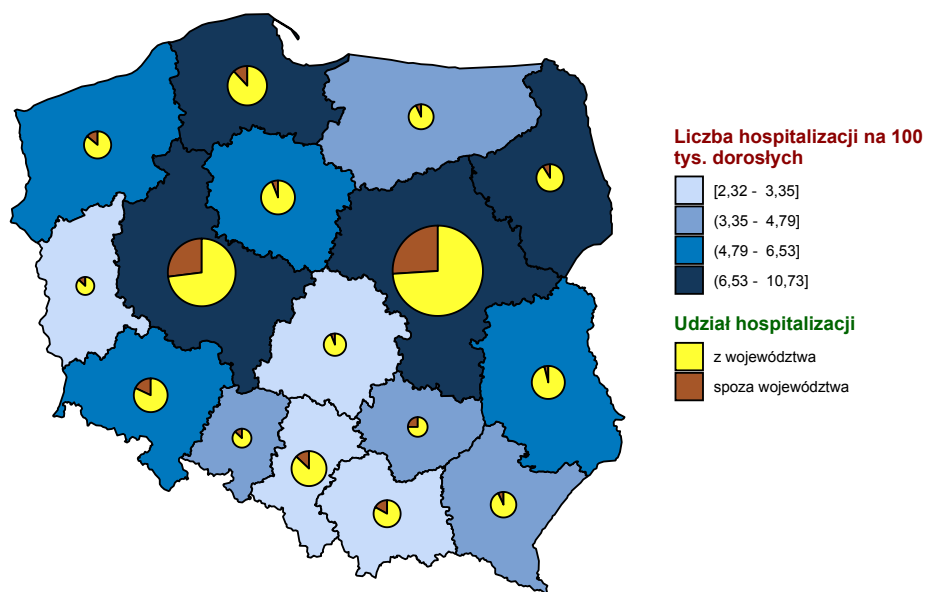 Liczba hospitalizacji na 100
tys. dorosłych
[2,32 - 3,35]
(3,35 - 4,79]
(4,79 - 6,53]
(6,53 - 10,73]
Udział hospitalizacji
z województwa
spoza województwa